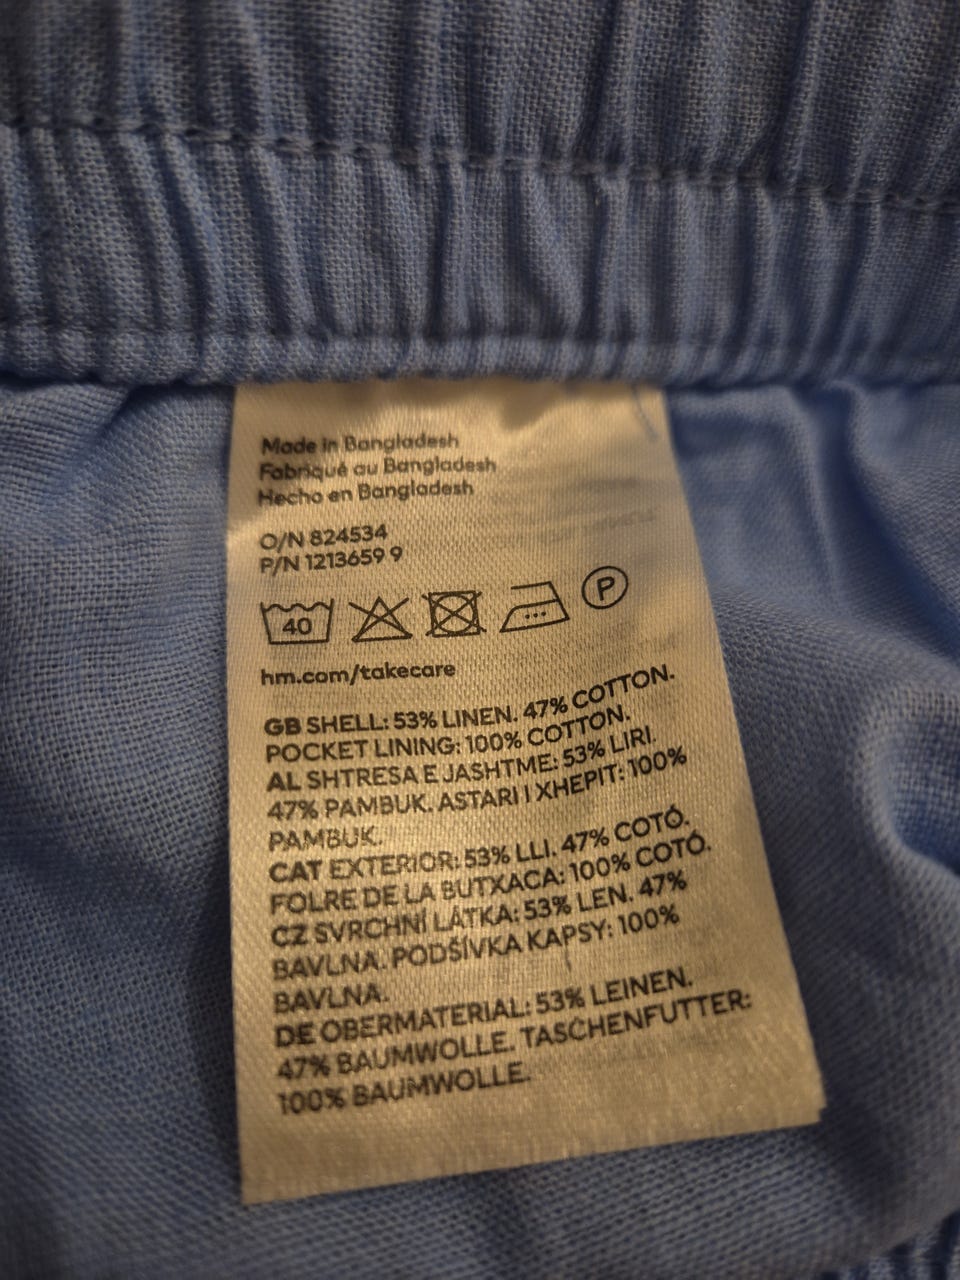 Made in Bangladesh
Fabriqué au Bangladesh
Hecho en Bangladesh
O/N 824534
P/N 1213659 9
40
P
hm.com/takecare
GB SHELL: 53% LINEN. 47% COTTON.
POCKET LINING: 100% COTTON.
AL SHTRESA E JASHTME: 53% LIRI.
47% PAMBUK. ASTARI I XHEPIT: 100%
PAMBUK.
CAT EXTERIOR: 53% LLI. 47% COTÓ.
FOLRE DE LA BUTXACA: 100% COTÓ.
CZ SVRCHNÍ LÁTKA: 53% LEN. 47%
BAVLNA. PODŠÍVKA KAPSY: 100%
BAVLNA.
DE OBERMATERIAL: 53% LEINEN.
47% BAUMWOLLE. TASCHENFUTTER:
100% BAUMWOLLE.